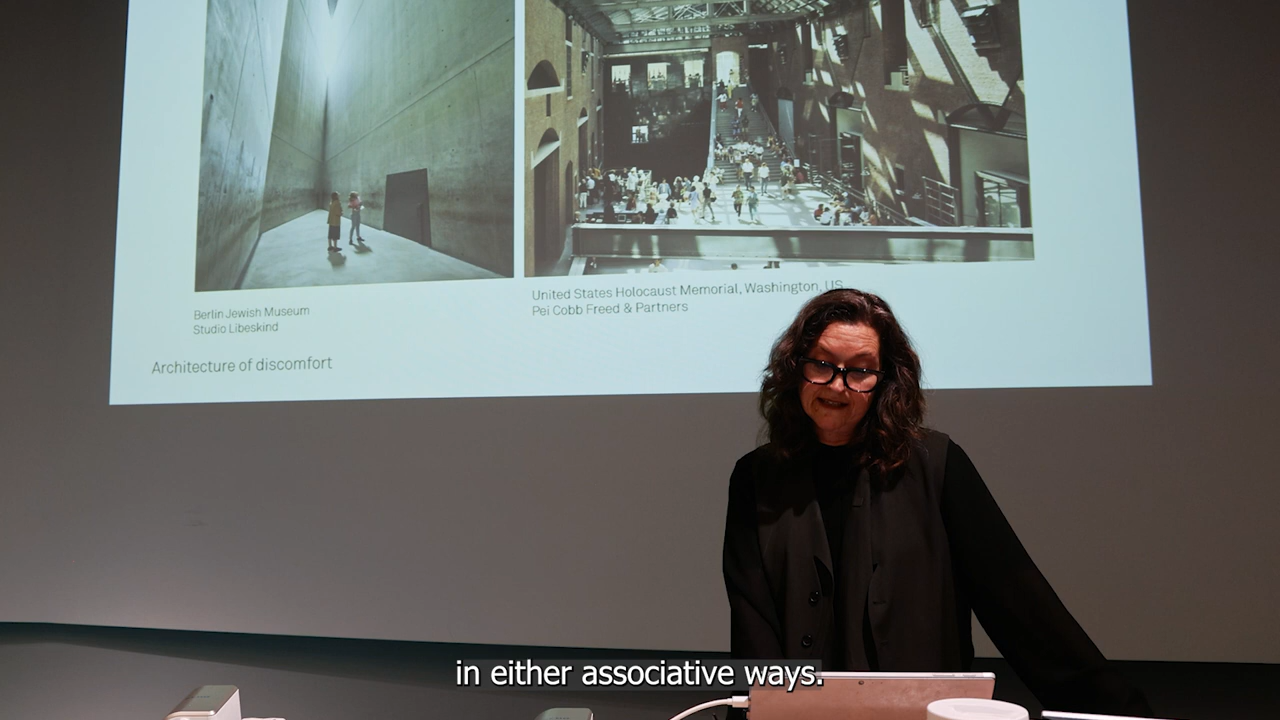 Berlin Jewish Museum
Studio Libeskind
United States Holocaust Memorial, Washington, US
Pei Cobb Freed & Partners
Architecture of discomfort
in either associative ways.